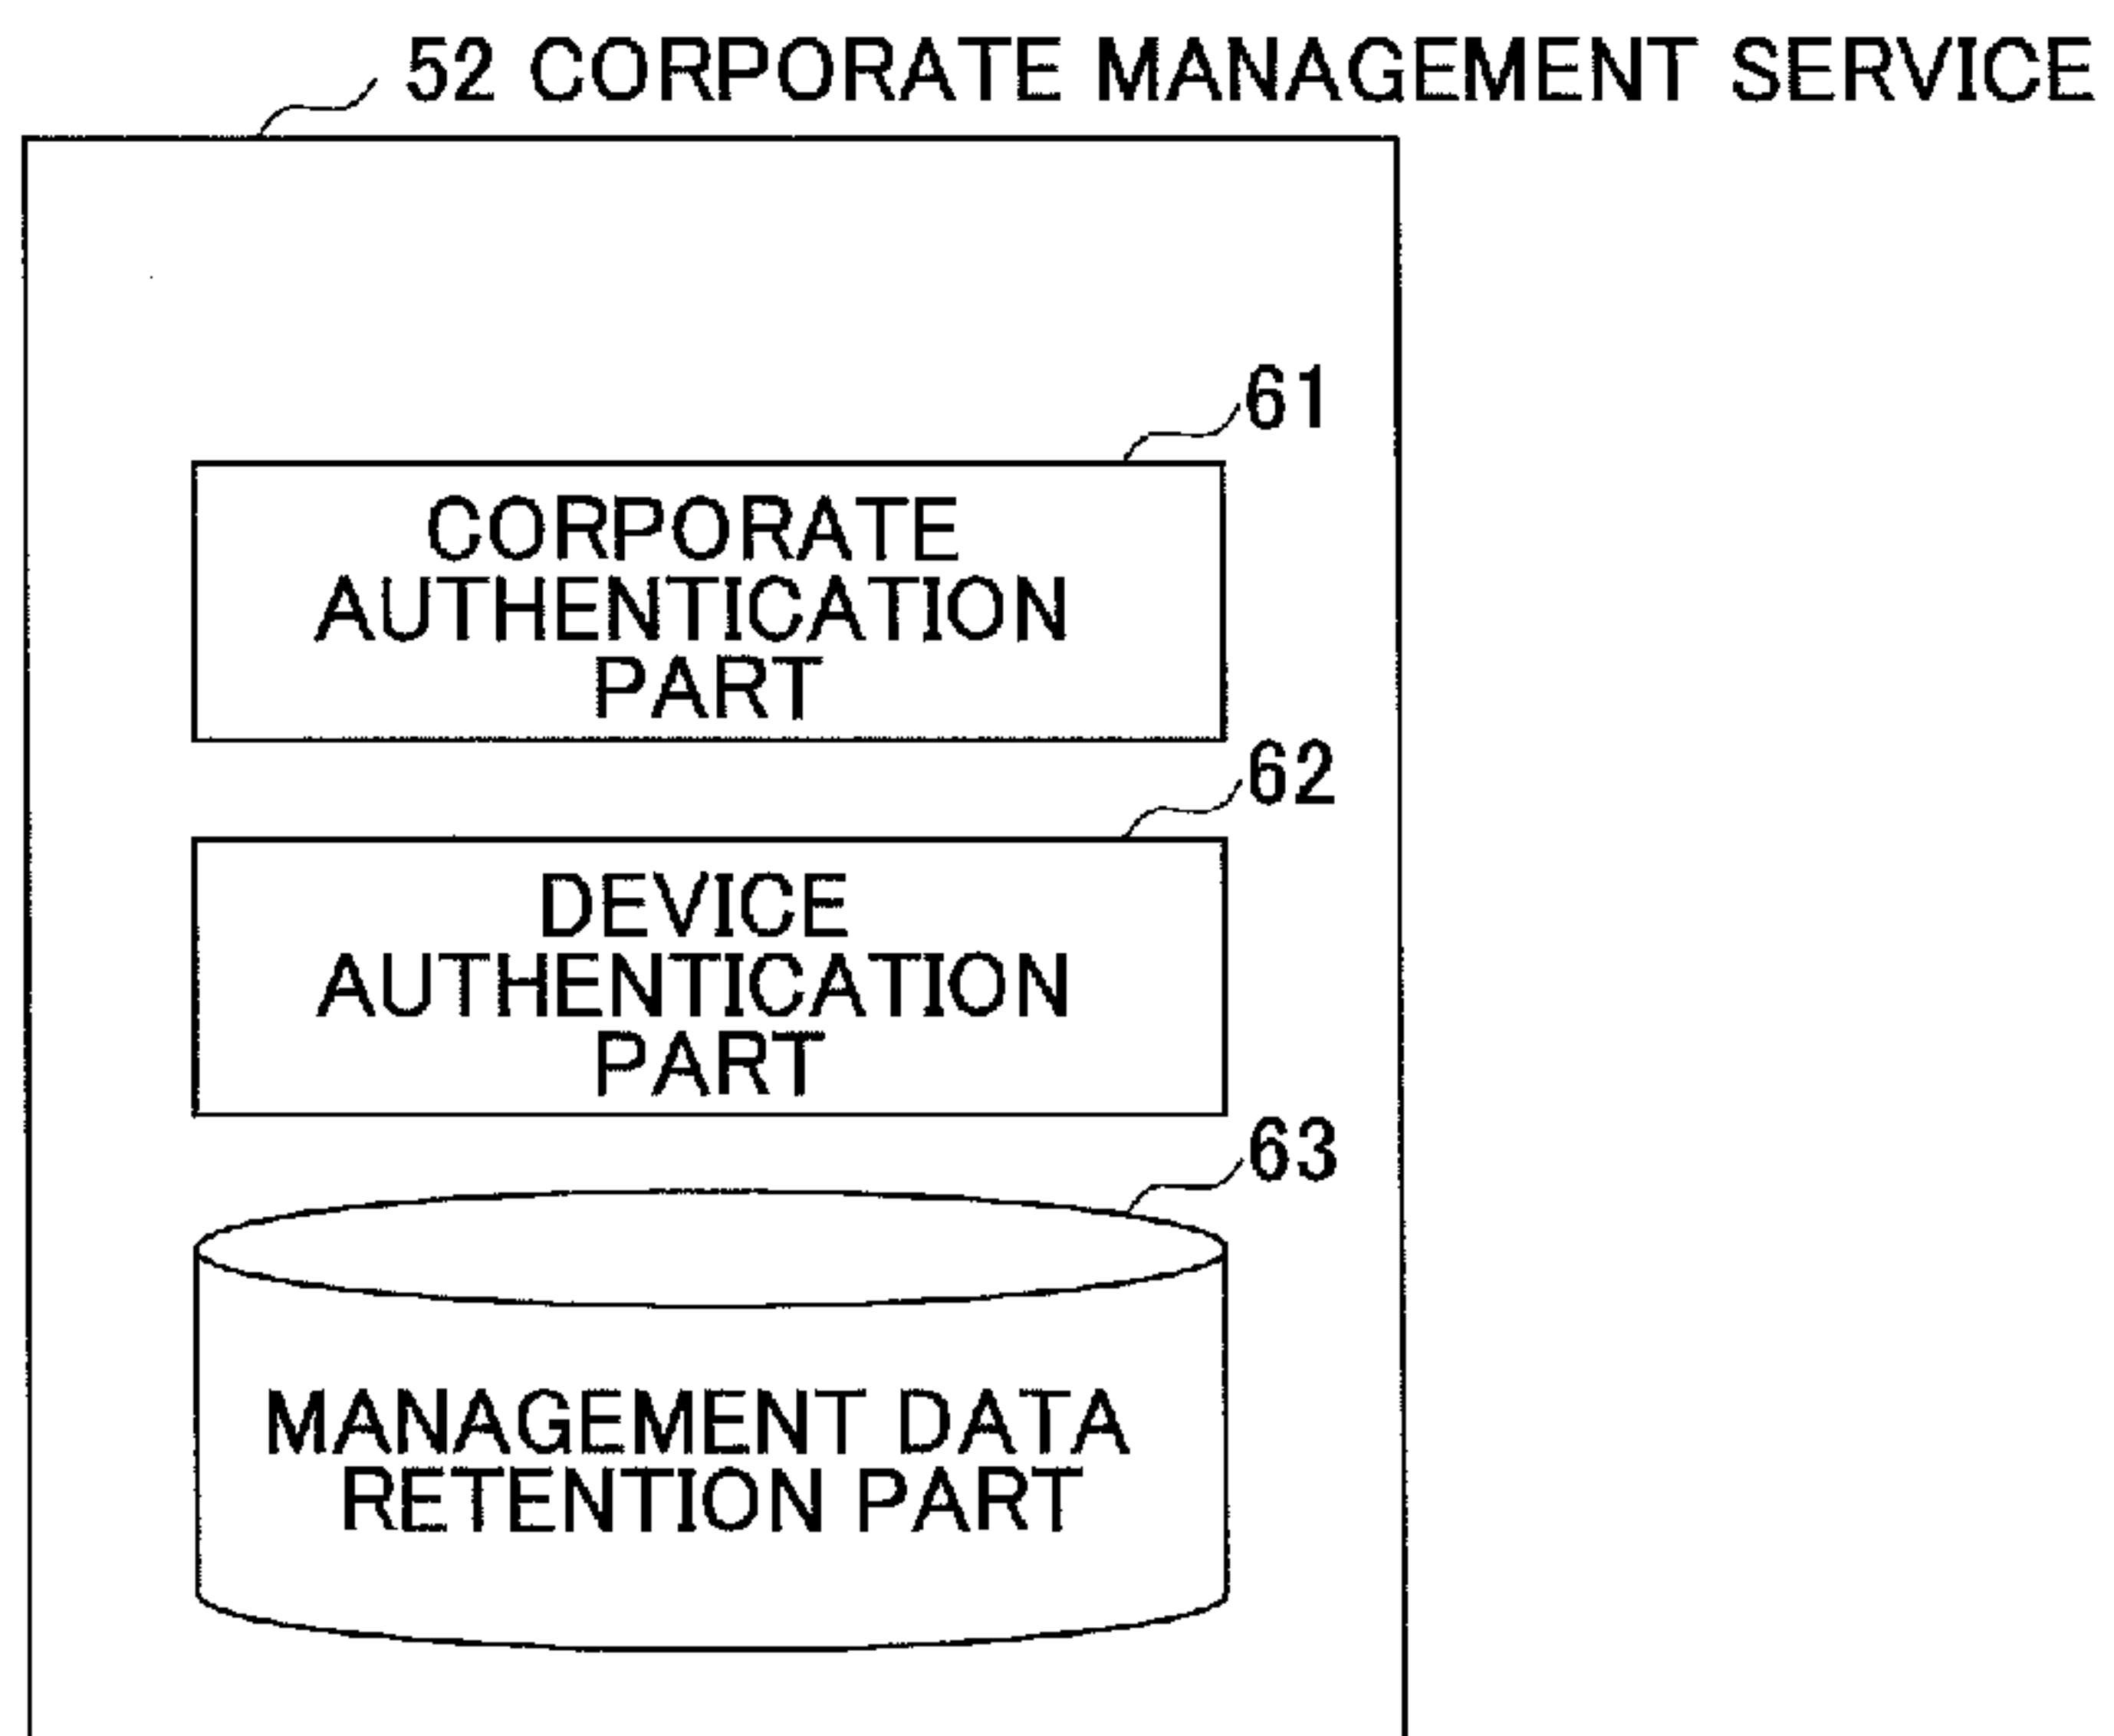 52 CORPORATE MANAGEMENT SERVICE
61
CORPORATE
AUTHENTICATION
PART
62
DEVICE
AUTHENTICATION
PART
63
MANAGEMENT DATA
RETENTION PART